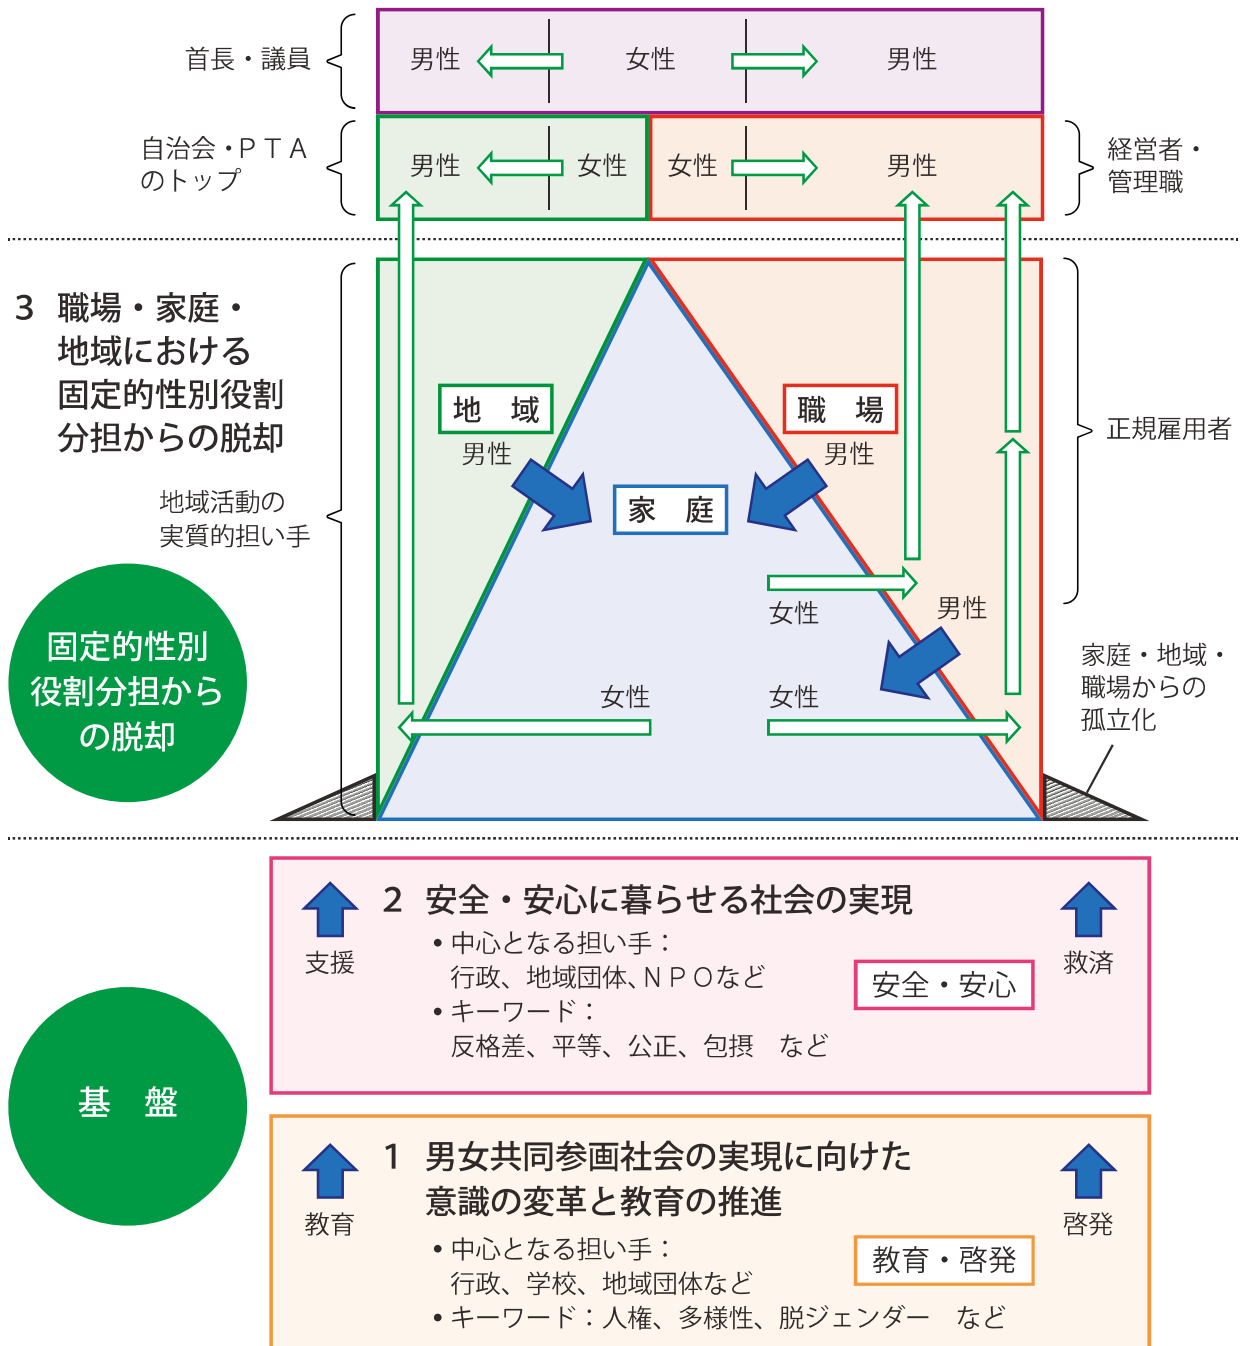 首長・議員
男性
女性
男性
自治会・ＰＴＡ
のトップ
男性
女性
女性
男性
経営者・
管理職
3 職場・家庭・
地域における
固定的性別役割
分担からの脱却
地域活動の
実質的担い手
地　域
男性
職　場
男性
家　庭
正規雇用者
女性
男性
女性
女性
家庭・地域・
職場からの
孤立化
固定的性別
役割分担から
の脱却
2 安全・安心に暮らせる社会の実現
支援
救済
• 中心となる担い手：
行政、地域団体、ＮＰＯなど
• キーワード：
反格差、平等、公正、包摂　など
安全・安心
基　盤
1 男女共同参画社会の実現に向けた
意識の変革と教育の推進
教育
啓発
• 中心となる担い手：
行政、学校、地域団体など
• キーワード：人権、多様性、脱ジェンダー　など
教育・啓発